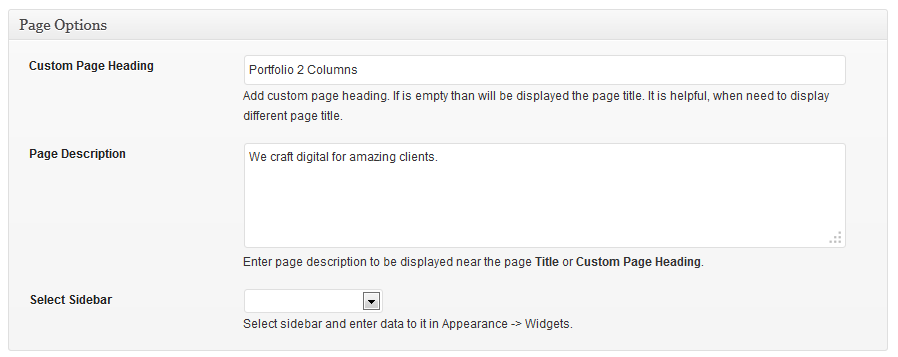 Page Options
Custom Page Heading
Portfolio 2 Columns
Add custom page heading. If is empty than will be displayed the page title. It is helpful, when need to display
different page title.
Page Description
We craft digital for amazing clients.
Enter page description to be displayed near the page Title or Custom Page Heading.
Select Sidebar
Select sidebar and enter data to it in Appearance -> Widgets.